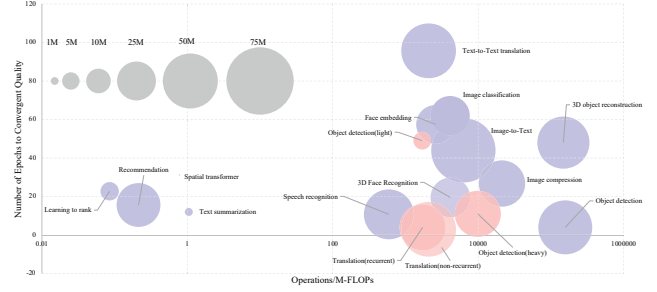 120
100
80
60
40
20
0
-20
Number of Epochs to Convergent Quality
1M 5M 10M 25M 50M 75M
Text-to-Text translation
Image classification
Face embedding
Object detection(light)
3D object reconstruction
Image-to-Text
Recommendation
Spatial transformer
3D Face Recognition
Image compression
Learning to rank
Text summarization
Speech recognition
Object detection
Translation(recurrent)
Object detection(heavy)
Translation(non-recurrent)
0.01 1 100 10000 1000000
Operations/M-FLOPs